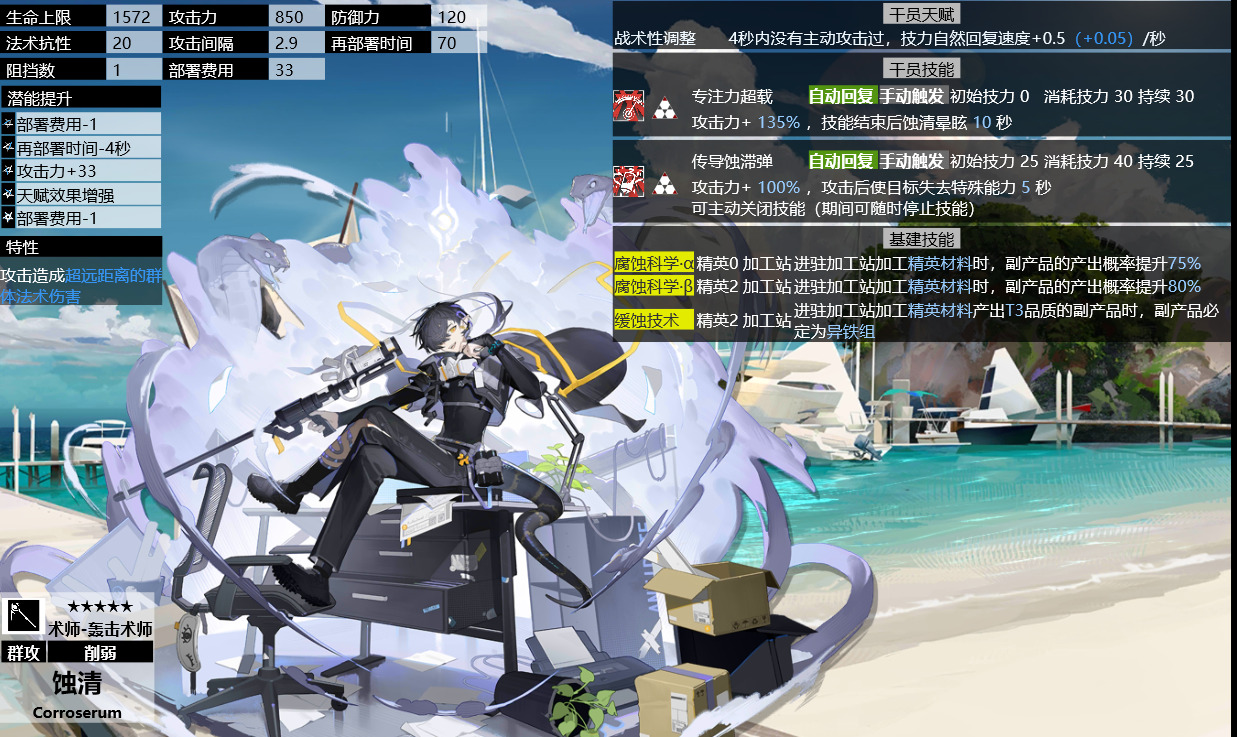 生命上限 1572 攻击力 850 防御力 120
法术抗性 20 攻击间隔 2.9 再部署时间 70
阻挡数 1 部署费用 33
潜能提升
部署费用-1
再部署时间-4秒
攻击力+33
天赋效果增强
部署费用-1
特性
攻击造成超远距离的群
体法术伤害
干员天赋
战术性调整 4秒内没有主动攻击过，技力自然回复速度+0.5（+0.05）/秒
干员技能
专注力超载 自动回复 手动触发 初始技力 0 消耗技力 30 持续 30
攻击力+ 135% ，技能结束后蚀清晕眩 10 秒
传导蚀滞弹 自动回复 手动触发 初始技力 25 消耗技力 40 持续 25
攻击力+ 100% ，攻击后使目标失去特殊能力 5 秒
可主动关闭技能（期间可随时停止技能）
基建技能
腐蚀科学·α 精英0 加工站 进驻加工站加工精英材料时，副产品的产出概率提升75%
腐蚀科学·β 精英2 加工站 进驻加工站加工精英材料时，副产品的产出概率提升80%
缓蚀技术 精英2 加工站 进驻加工站加工精英材料产出T3品质的副产品时，副产品必
定为异铁组
★★★★★
术师-轰击术师
群攻 削弱
蚀清
Corroserum